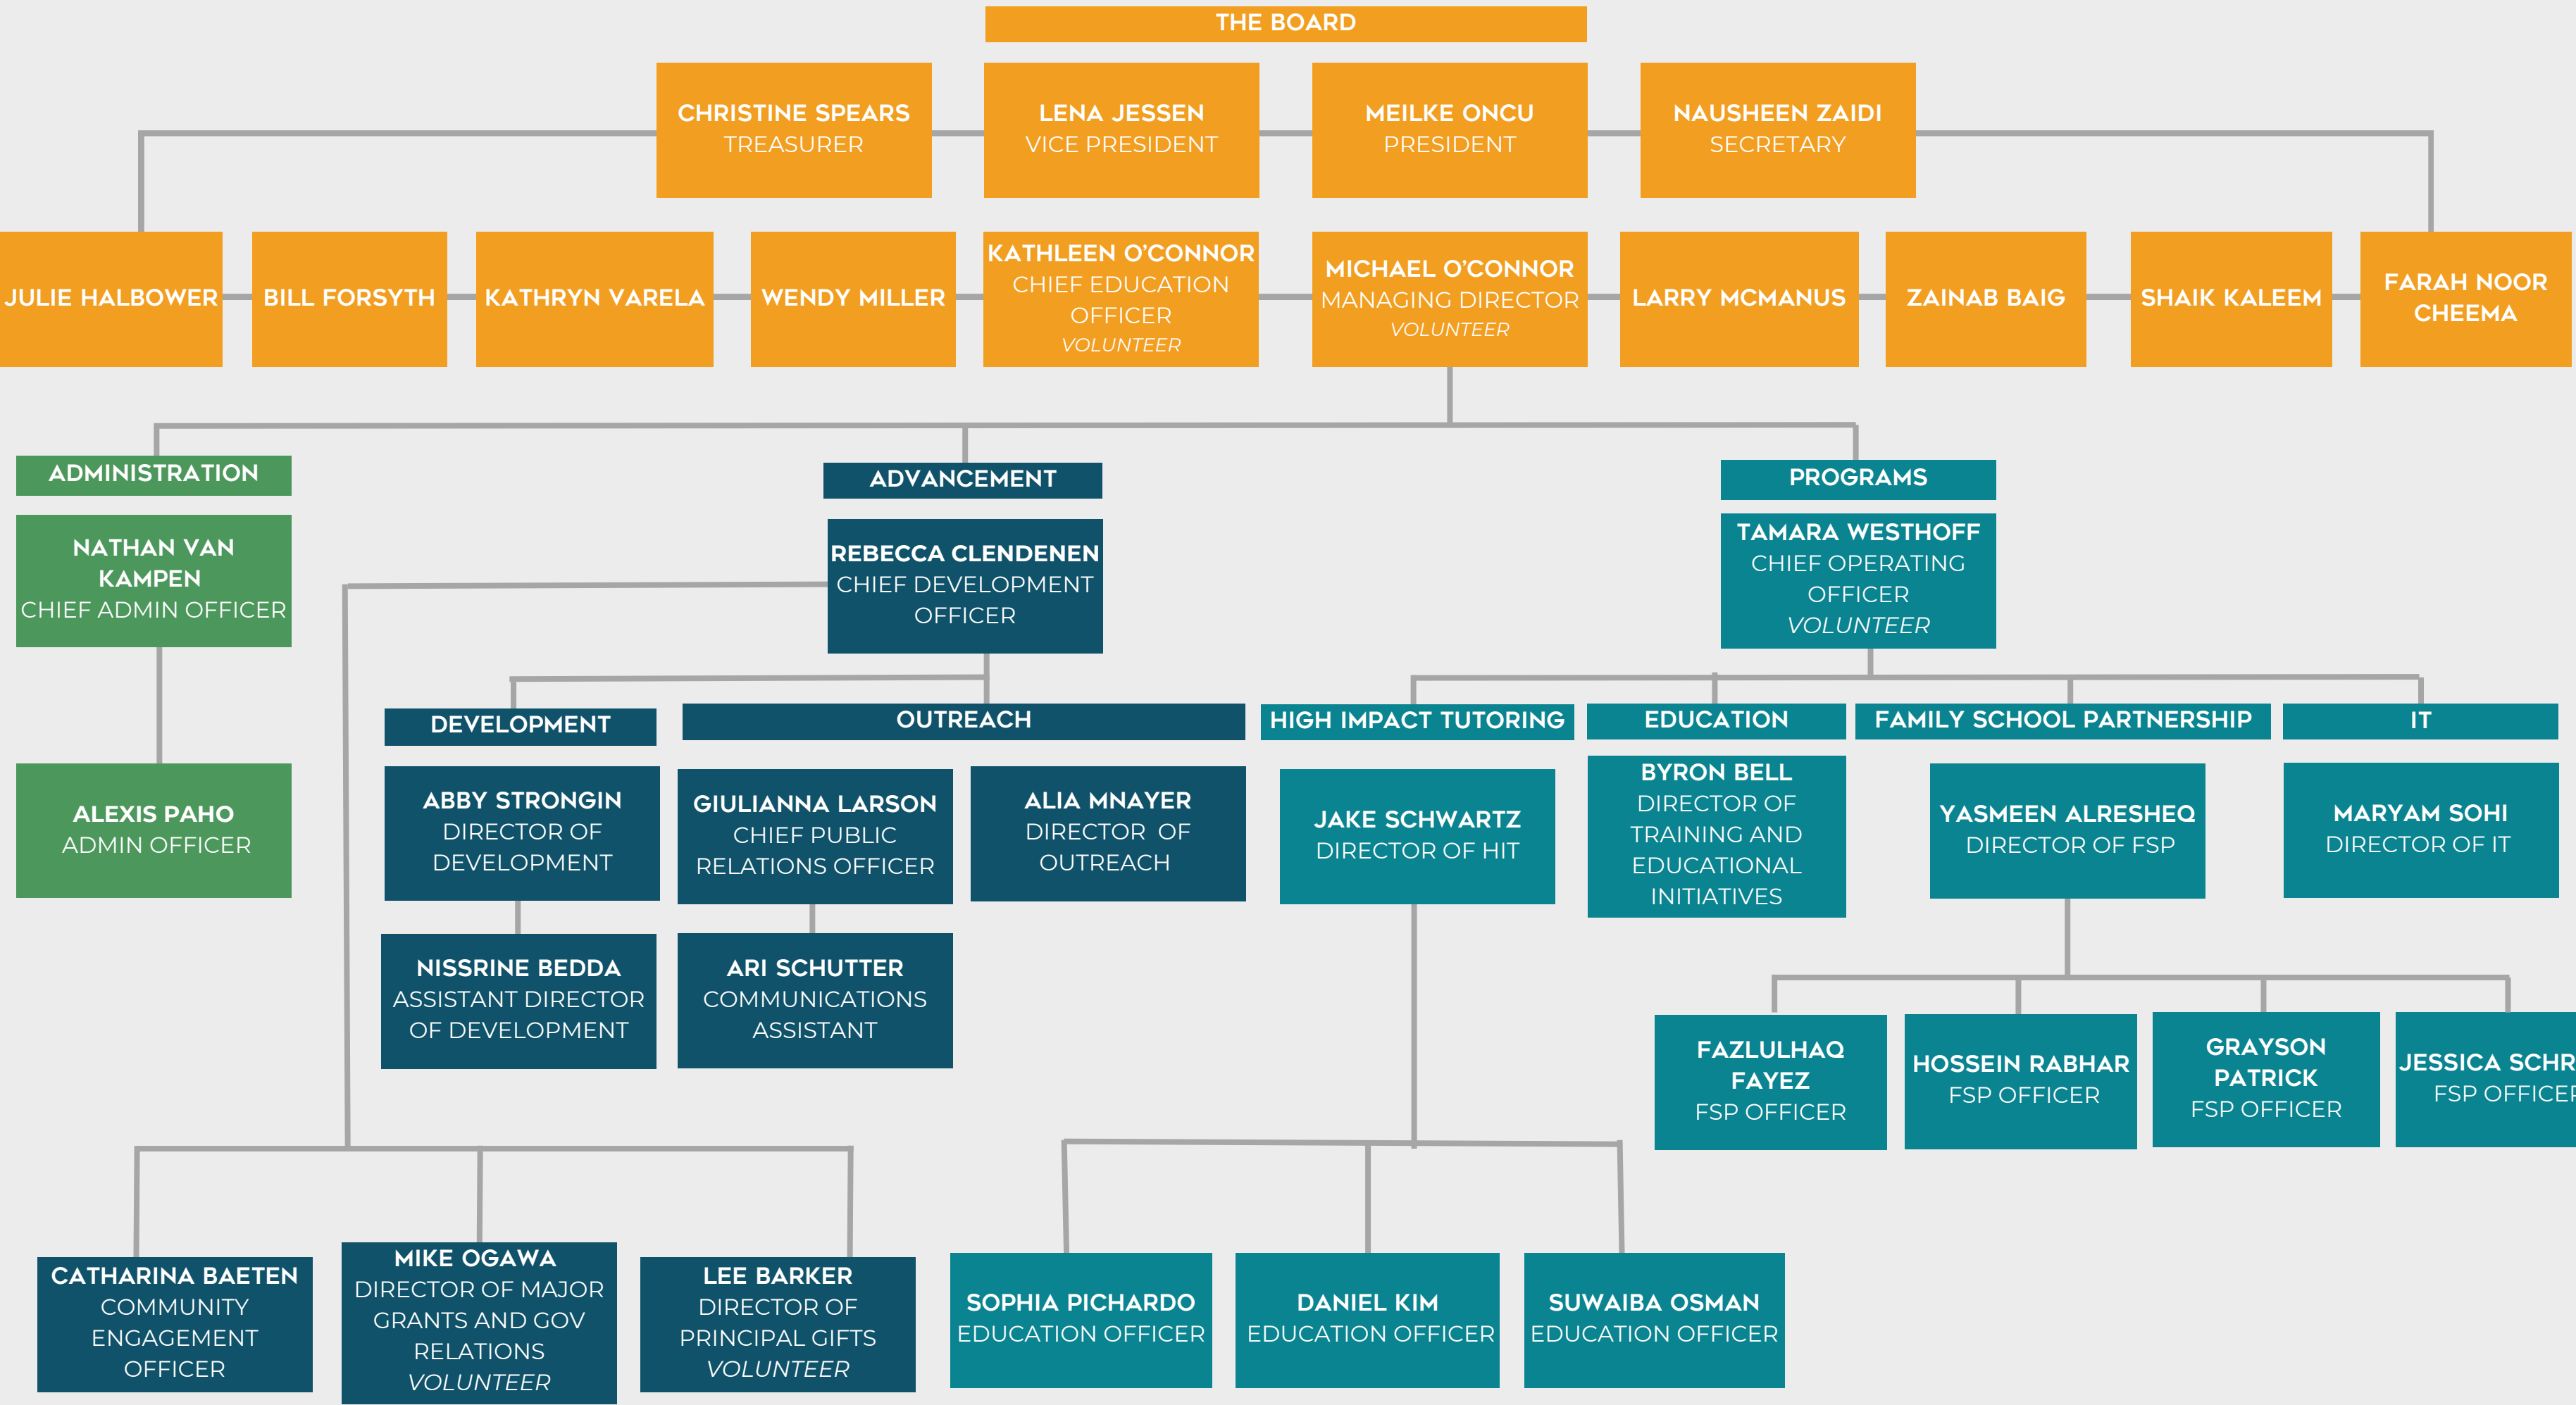 THE BOARD
CHRISTINE SPEARS
TREASURER
LENA JESSEN
VICE PRESIDENT
MEILKE ONCU
PRESIDENT
NAUSHEEN ZAIDI
SECRETARY
JULIE HALBOWER
BILL FORSYTH
KATHRYN VARELA
WENDY MILLER
KATHLEEN O'CONNOR
CHIEF EDUCATION
OFFICER
VOLUNTEER
MICHAEL O'CONNOR
MANAGING DIRECTOR
VOLUNTEER
LARRY MCMANUS
ZAINAB BAIG
SHAIK KALEEM
FARAH NOOR
CHEEMA
ADMINISTRATION
NATHAN VAN
KAMPEN
CHIEF ADMIN OFFICER
ALEXIS PAHO
ADMIN OFFICER
ADVANCEMENT
REBECCA CLENDENEN
CHIEF DEVELOPMENT
OFFICER
DEVELOPMENT
ABBY STRONGIN
DIRECTOR OF
DEVELOPMENT
NISSRINE BEDDA
ASSISTANT DIRECTOR
OF DEVELOPMENT
OUTREACH
GIULIANNA LARSON
CHIEF PUBLIC
RELATIONS OFFICER
ARI SCHUTTER
COMMUNICATIONS
ASSISTANT
ALIA MNAYER
DIRECTOR OF
OUTREACH
CATHARINA BAETEN
COMMUNITY
ENGAGEMENT
OFFICER
MIKE OGAWA
DIRECTOR OF MAJOR
GRANTS AND GOV
RELATIONS
VOLUNTEER
LEE BARKER
DIRECTOR OF
PRINCIPAL GIFTS
VOLUNTEER
PROGRAMS
TAMARA WESTHOFF
CHIEF OPERATING
OFFICER
VOLUNTEER
HIGH IMPACT TUTORING
JAKE SCHWARTZ
DIRECTOR OF HIT
SOPHIA PICHARDO
EDUCATION OFFICER
DANIEL KIM
EDUCATION OFFICER
SUWAIBA OSMAN
EDUCATION OFFICER
EDUCATION
BYRON BELL
DIRECTOR OF
TRAINING AND
EDUCATIONAL
INITIATIVES
FAMILY SCHOOL PARTNERSHIP
YASMEEN ALRESHEQ
DIRECTOR OF FSP
FAZLULHAQ
FAYEZ
FSP OFFICER
HOSSEIN RABHAR
FSP OFFICER
GRAYSON
PATRICK
FSP OFFICER
JESSICA
FSP
IT
MARYAM SOHI
DIRECTOR OF IT